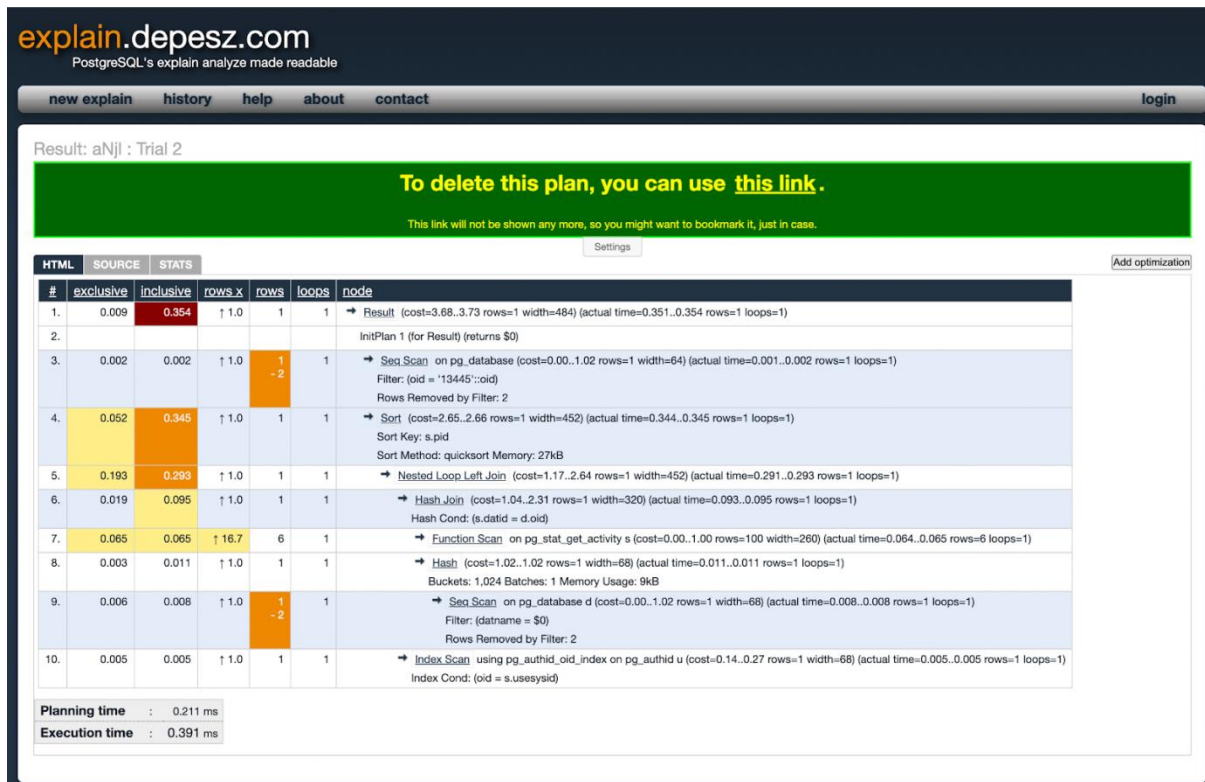 explain.depesz.com
PostgreSQL's explain analyze made readable
new explain history help about contact login
Result: aNjl : Trial 2
To delete this plan, you can use this link .
This link will not be shown any more, so you might want to bookmark it, just in case.
Settings
HTML SOURCE STATS Add optimization
# exclusive inclusive rows x rows loops node
1. 0.009 0.354 ↑ 1.0 1 1 → Result (cost=3.68..3.73 rows=1 width=484) (actual time=0.351..0.354 rows=1 loops=1)
2. InitPlan 1 (for Result) (returns $0)
3. 0.002 0.002 ↑ 1.0 1 - 2 1 → Seq Scan on pg_database (cost=0.00..1.02 rows=1 width=64) (actual time=0.001..0.002 rows=1 loops=1)
Filter: (oid = '13445'::oid)
Rows Removed by Filter: 2
4. 0.052 0.345 ↑ 1.0 1 1 → Sort (cost=2.65..2.66 rows=1 width=452) (actual time=0.344..0.345 rows=1 loops=1)
Sort Key: s.pid
Sort Method: quicksort Memory: 27kB
5. 0.193 0.293 ↑ 1.0 1 1 → Nested Loop Left Join (cost=1.17..2.64 rows=1 width=452) (actual time=0.291..0.293 rows=1 loops=1)
6. 0.019 0.095 ↑ 1.0 1 1 → Hash Join (cost=1.04..2.31 rows=1 width=320) (actual time=0.093..0.095 rows=1 loops=1)
Hash Cond: (s.datid = d.oid)
7. 0.065 0.065 ↑ 16.7 6 1 → Function Scan on pg_stat_get_activity s (cost=0.00..1.00 rows=100 width=260) (actual time=0.064..0.065 rows=6 loops=1)
8. 0.003 0.011 ↑ 1.0 1 1 → Hash (cost=1.02..1.02 rows=1 width=68) (actual time=0.011..0.011 rows=1 loops=1)
Buckets: 1,024 Batches: 1 Memory Usage: 9kB
9. 0.006 0.008 ↑ 1.0 1 - 2 1 → Seq Scan on pg_database d (cost=0.00..1.02 rows=1 width=68) (actual time=0.008..0.008 rows=1 loops=1)
Filter: (datname = $0)
Rows Removed by Filter: 2
10. 0.005 0.005 ↑ 1.0 1 1 → Index Scan using pg_authid_oid_index on pg_authid u (cost=0.14..0.27 rows=1 width=68) (actual time=0.005..0.005 rows=1 loops=1)
Index Cond: (oid = s.usesysid)
Planning time : 0.211 ms
Execution time : 0.391 ms